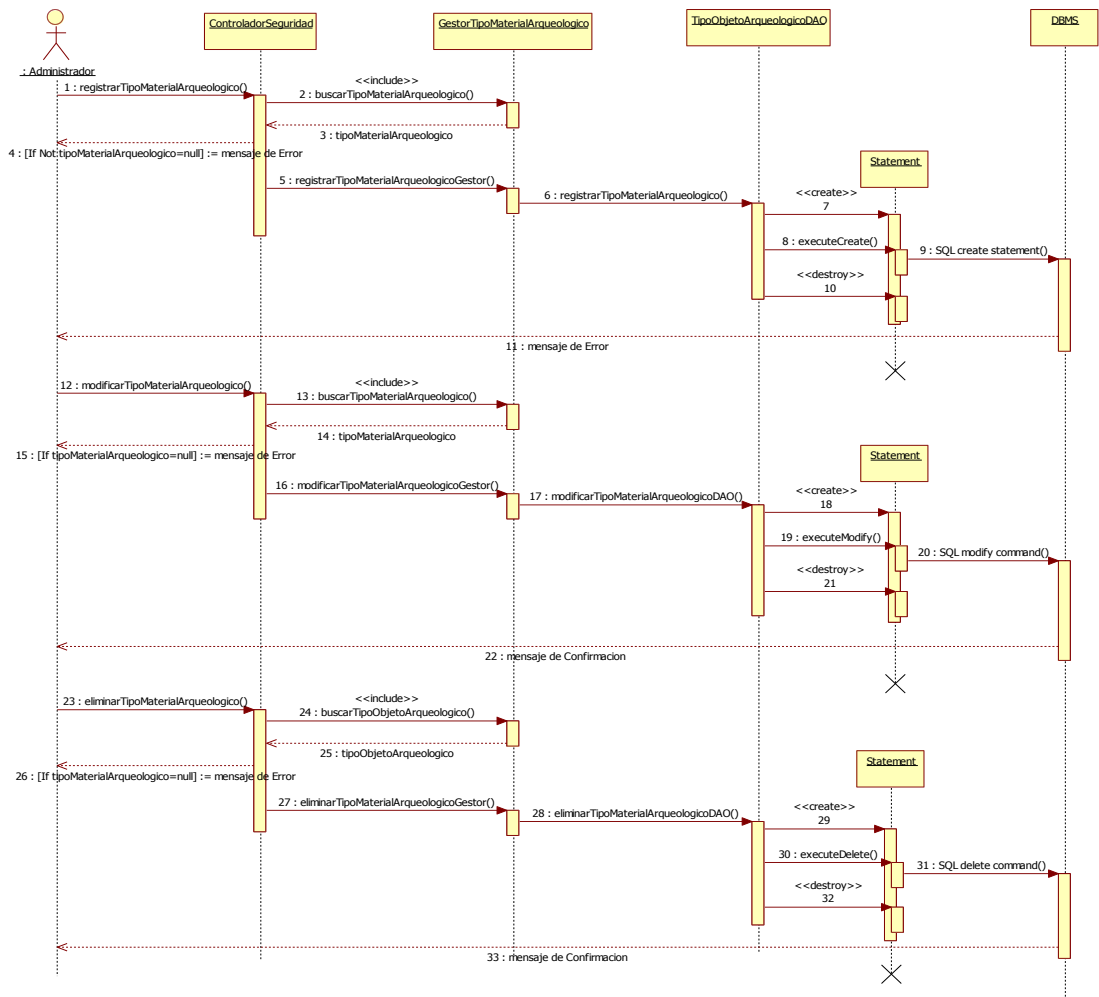 ControladorSeguridad
GestorTipoMaterialArqueologico
TipoObjetoArqueologicoDAO
DBMS
: Administrador
1 : registrarTipoMaterialArqueologico()
<<include>>
2 : buscarTipoMaterialArqueologico()
3 : tipoMaterialArqueologico
4 : [If Not tipoMaterialArqueologico=null] := mensaje de Error
Statement
5 : registrarTipoMaterialArqueologicoGestor()
6 : registrarTipoMaterialArqueologico()
<<create>>
7
8 : executeCreate()
9 : SQL create statement()
<<destroy>>
10
11 : mensaje de Error
12 : modificarTipoMaterialArqueologico()
<<include>>
13 : buscarTipoMaterialArqueologico()
14 : tipoMaterialArqueologico
15 : [If tipoMaterialArqueologico=null] := mensaje de Error
Statement
16 : modificarTipoMaterialArqueologicoGestor()
17 : modificarTipoMaterialArqueologicoDAO()
<<create>>
18
19 : executeModify()
20 : SQL modify command()
<<destroy>>
21
22 : mensaje de Confirmacion
23 : eliminarTipoMaterialArqueologico()
<<include>>
24 : buscarTipoObjetoArqueologico()
25 : tipoObjetoArqueologico
26 : [If tipoMaterialArqueologico=null] := mensaje de Error
Statement
27 : eliminarTipoMaterialArqueologicoGestor()
28 : eliminarTipoMaterialArqueologicoDAO()
<<create>>
29
30 : executeDelete()
31 : SQL delete command()
<<destroy>>
32
33 : mensaje de Confirmacion